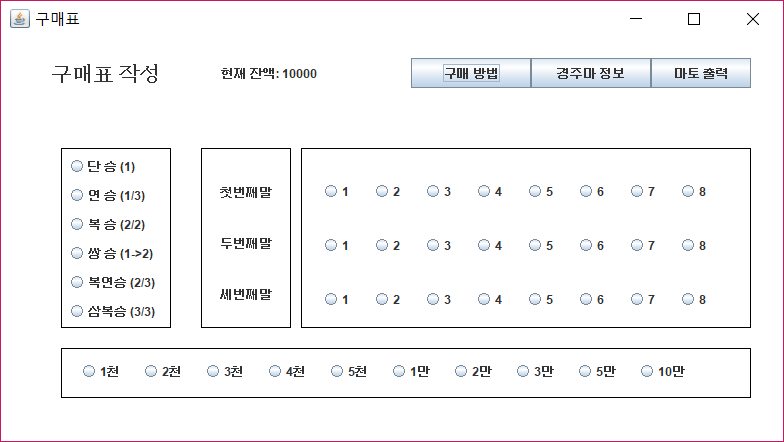 구매표
구매표 작성 현재 잔액: 10000 구매 방법 경주마 정보 마토 출력
단 승 (1)
연 승 (1/3)
복 승 (2/2)
쌍 승 (1->2)
복연승 (2/3)
삼복승 (3/3)
첫번째말 1 2 3 4 5 6 7 8
두번째말 1 2 3 4 5 6 7 8
세번째말 1 2 3 4 5 6 7 8
1천 2천 3천 4천 5천 1만 2만 3만 5만 10만